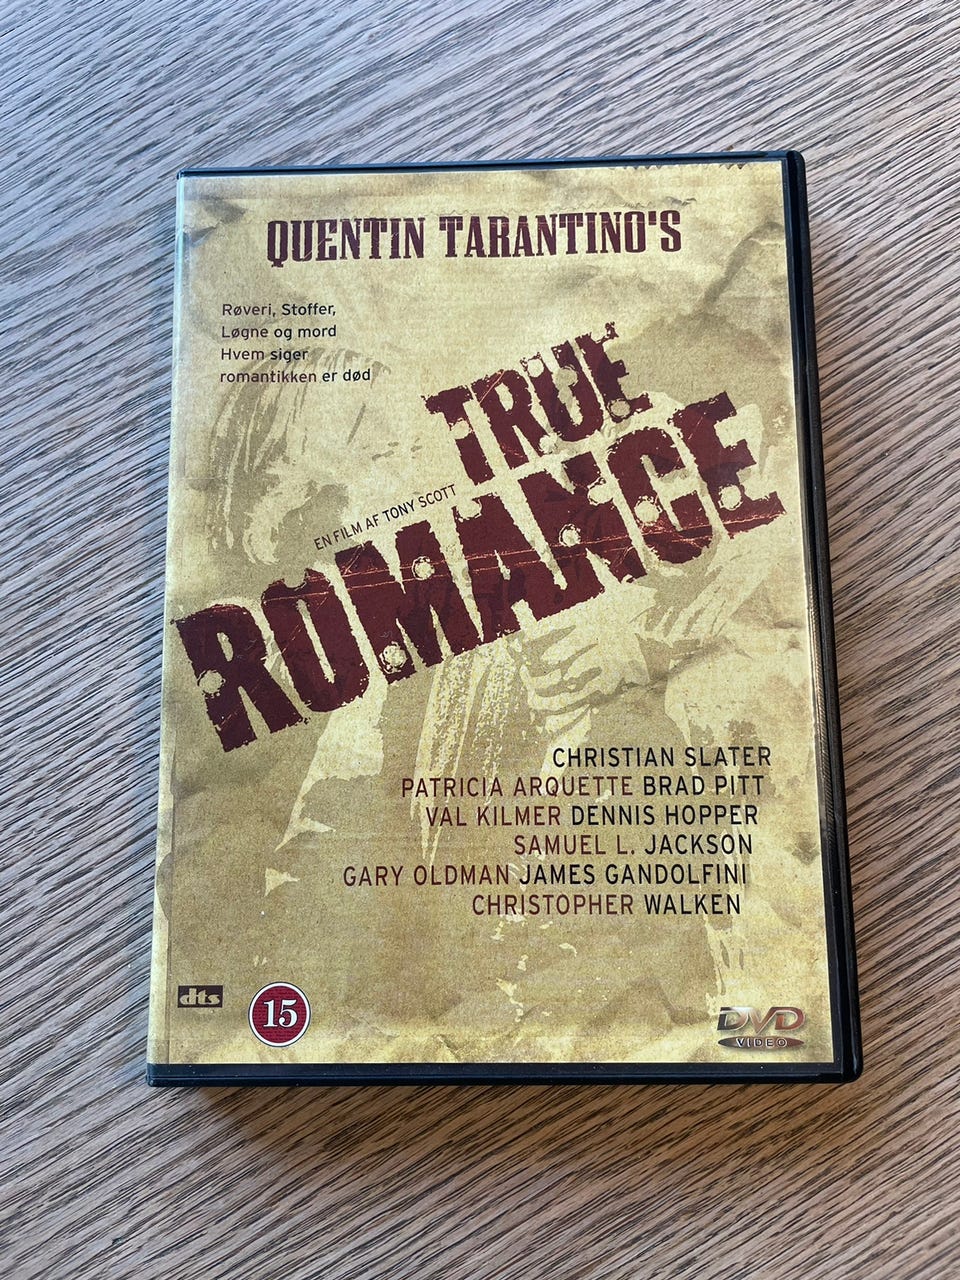 QUENTIN TARANTINO'S
Røveri, Stoffer,
Løgne og mord
Hvem siger
romantikken er død
TRUE
EN FILM AF TONY SCOTT
ROMANCE
CHRISTIAN SLATER
PATRICIA ARQUETTE BRAD PITT
VAL KILMER DENNIS HOPPER
SAMUEL L. JACKSON
GARY OLDMAN JAMES GANDOLFINI
CHRISTOPHER WALKEN
dts
15
DVD
VIDEO